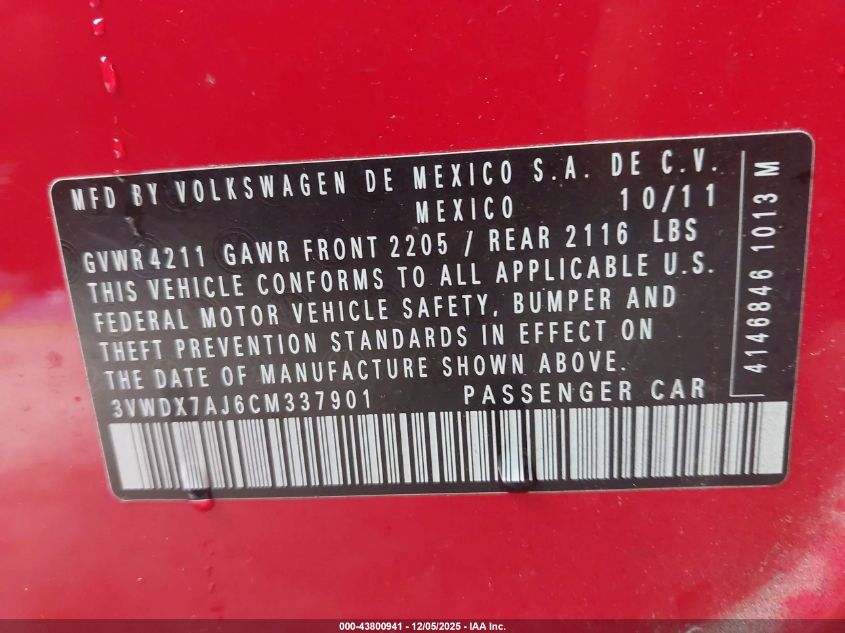 MFD BY VOLKSWAGEN DE MEXICO S.A. DE C.V.
MEXICO 10/11
GVWR 4211 GAWR FRONT 2205 / REAR 2116 LBS
THIS VEHICLE CONFORMS TO ALL APPLICABLE U.S.
FEDERAL MOTOR VEHICLE SAFETY, BUMPER AND
THEFT PREVENTION STANDARDS IN EFFECT ON
THE DATE OF MANUFACTURE SHOWN ABOVE.
3VWDX7AJ6CM337901 PASSENGER CAR
4146846 1013 M
000-43800941 - 12/05/2025 - IAA Inc.